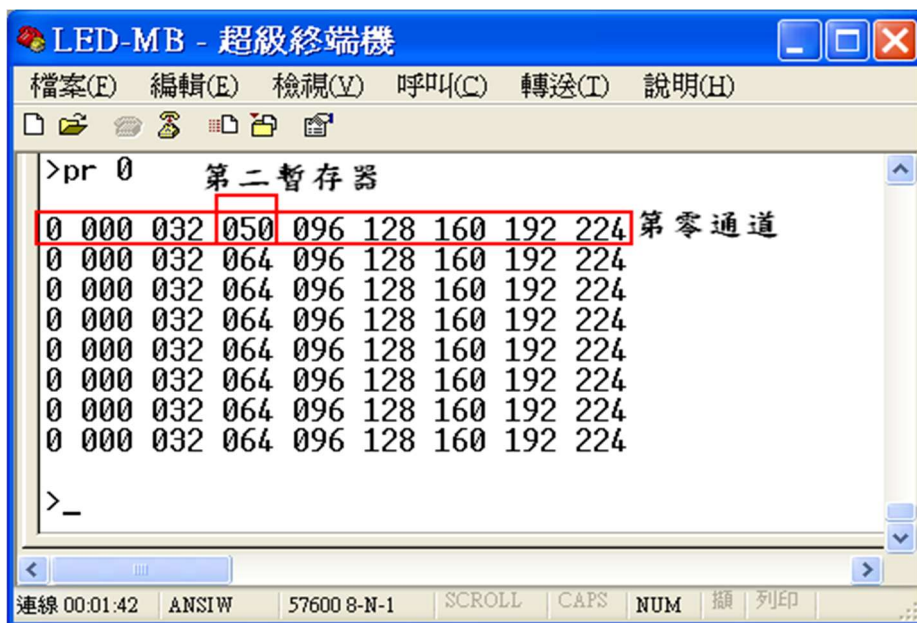 LED-MB - 超級終端機
檔案(F) 編輯(E) 檢視(V) 呼叫(C) 轉送(T) 說明(H)
>pr 0
第二暫存器
0 000 032 050 096 128 160 192 224 第零通道
0 000 032 064 096 128 160 192 224
0 000 032 064 096 128 160 192 224
0 000 032 064 096 128 160 192 224
0 000 032 064 096 128 160 192 224
0 000 032 064 096 128 160 192 224
0 000 032 064 096 128 160 192 224
0 000 032 064 096 128 160 192 224
>_
連線 00:01:42 ANSIW 57600 8-N-1 SCROLL CAPS NUM 擷 列印